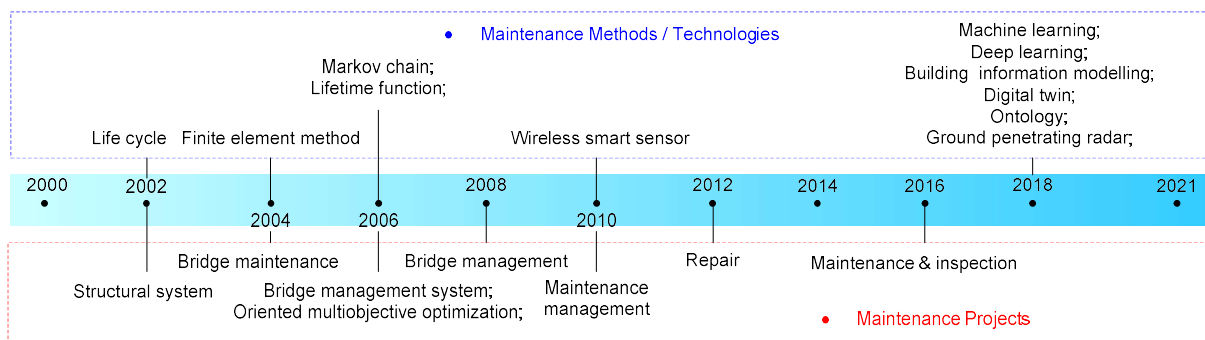 ● Maintenance Methods / Technologies
Markov chain;
Lifetime function;
Machine learning;
Deep learning;
Building information modelling;
Digital twin;
Ontology;
Ground penetrating radar;
Life cycle
Finite element method
Wireless smart sensor
2000
2002
2004
2006
2008
2010
2012
2014
2016
2018
2021
Structural system
Bridge maintenance
Bridge management system;
Oriented multiobjective optimization;
Bridge management
Maintenance
management
Repair
Maintenance & inspection
● Maintenance Projects